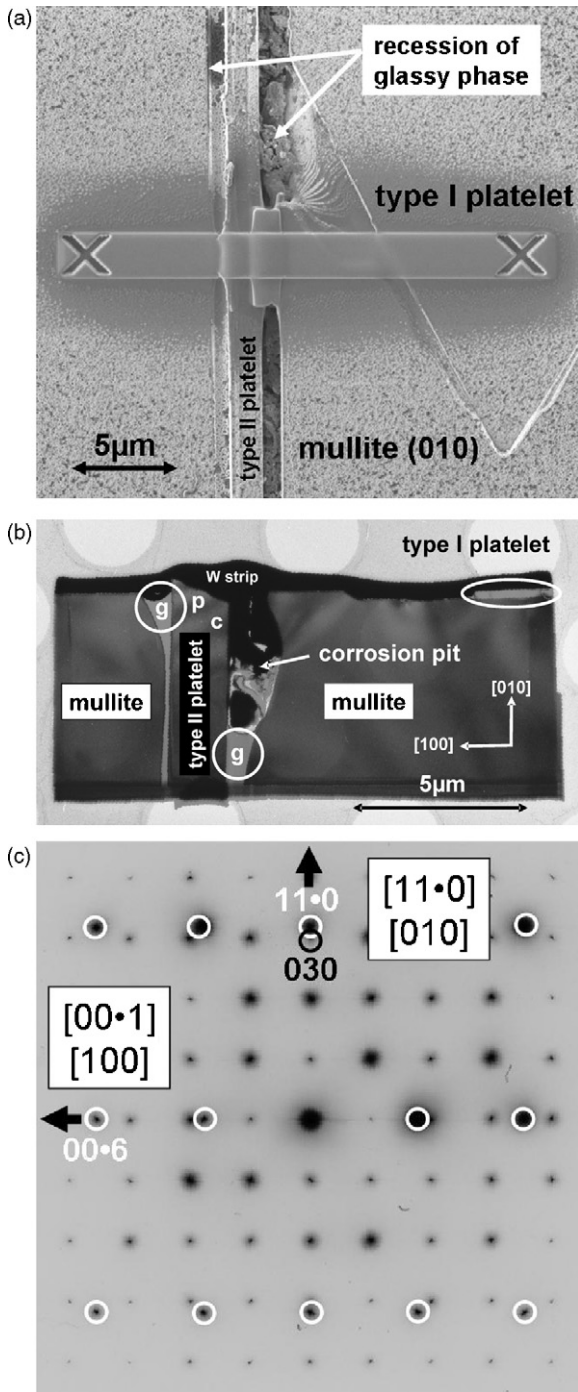 (a)
recession of
glassy phase
type I platelet
type II platelet
5µm
mullite (010)
(b)
type I platelet
W strip
g
p
c
corrosion pit
mullite
type II platelet
mullite
[010]
[100]
g
5µm
(c)
11•0
030
[11•0]
[010]
[00•1]
[100]
00•6